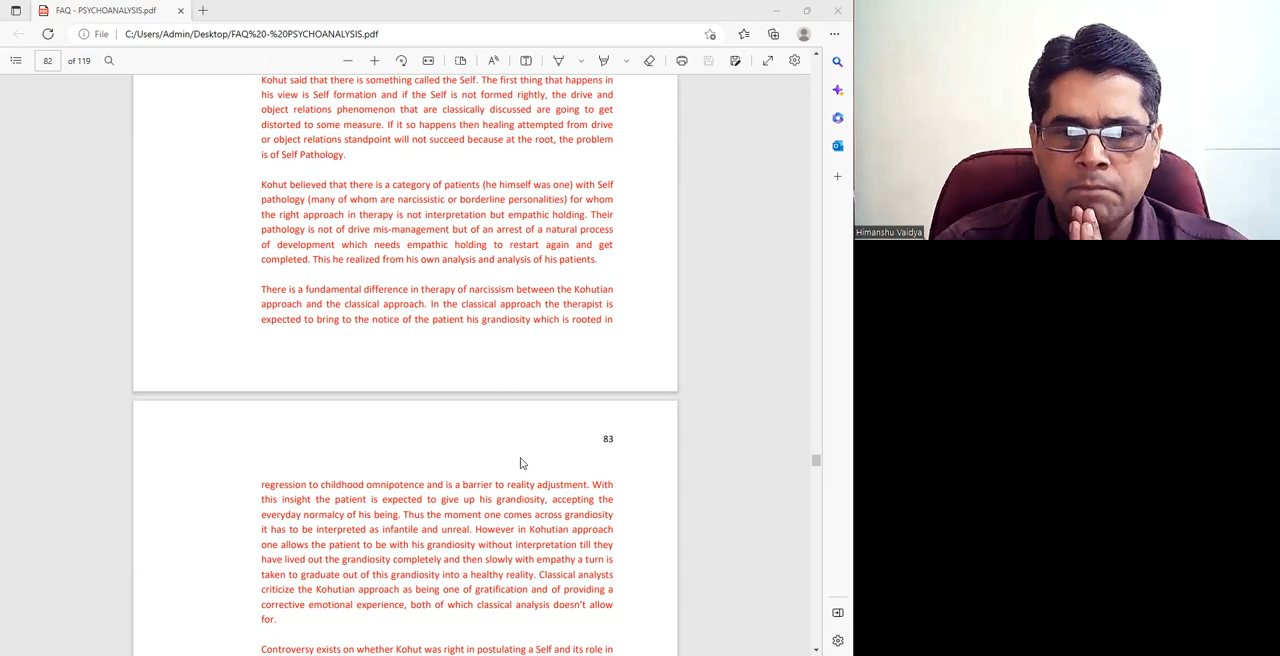 FAQ - PSYCHOANALYSIS.pdf
File
C:/Users/Admin/Desktop/FAQ%20-%20PSYCHOANALYSIS.pdf
82 of 119
Kohut said that there is something called the Self. The first thing that happens in
his view is Self formation and if the Self is not formed rightly, the drive and
object relations phenomenon that are classically discussed are going to get
distorted to some measure. If it so happens then healing attempted from drive
or object relations standpoint will not succeed because at the root, the problem
is of Self Pathology.
Kohut believed that there is a category of patients (he himself was one) with Self
pathology (many of whom are narcissistic or borderline personalities) for whom
the right approach in therapy is not interpretation but empathic holding. Their
pathology is not of drive mis-management but of an arrest of a natural process
of development which needs empathic holding to restart again and get
completed. This he realized from his own analysis and analysis of his patients.
There is a fundamental difference in therapy of narcissism between the Kohutian
approach and the classical approach. In the classical approach the therapist is
expected to bring to the notice of the patient his grandiosity which is rooted in
83
regression to childhood omnipotence and is a barrier to reality adjustment. With
this insight the patient is expected to give up his grandiosity, accepting the
everyday normalcy of his being. Thus the moment one comes across grandiosity
it has to be interpreted as infantile and unreal. However in Kohutian approach
one allows the patient to be with his grandiosity without interpretation till they
have lived out the grandiosity completely and then slowly with empathy a turn is
taken to graduate out of this grandiosity into a healthy reality. Classical analysts
criticize the Kohutian approach as being one of gratification and of providing a
corrective emotional experience, both of which classical analysis doesn't allow
for.
Controversy exists on whether Kohut was right in postulating a Self and its role in
Himanshu Vaidya